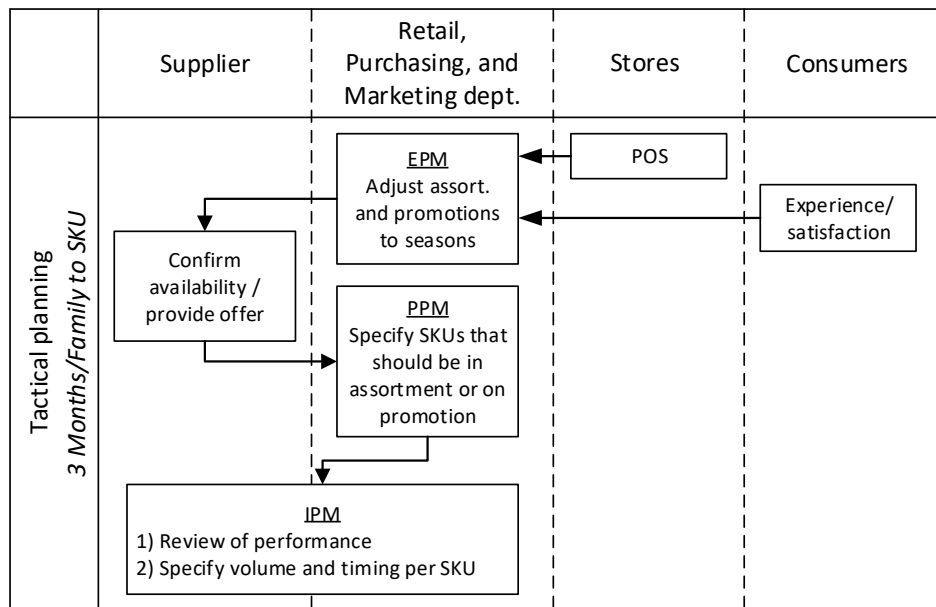 Supplier
Retail,
Purchasing, and
Marketing dept.
Stores
Consumers
Tactical planning
3 Months/Family to SKU
EPM
Adjust assort.
and promotions
to seasons
POS
Experience/
satisfaction
Confirm
availability /
provide offer
PPM
Specify SKUs that
should be in
assortment or on
promotion
IPM
1) Review of performance
2) Specify volume and timing per SKU